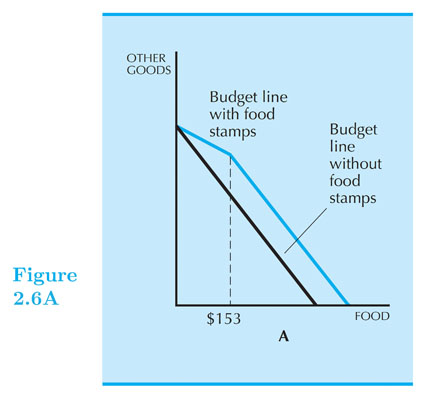 OTHER
GOODS
Budget line
with food
stamps
Budget
line
without
food
stamps
Figure
2.6A
$153
FOOD
A